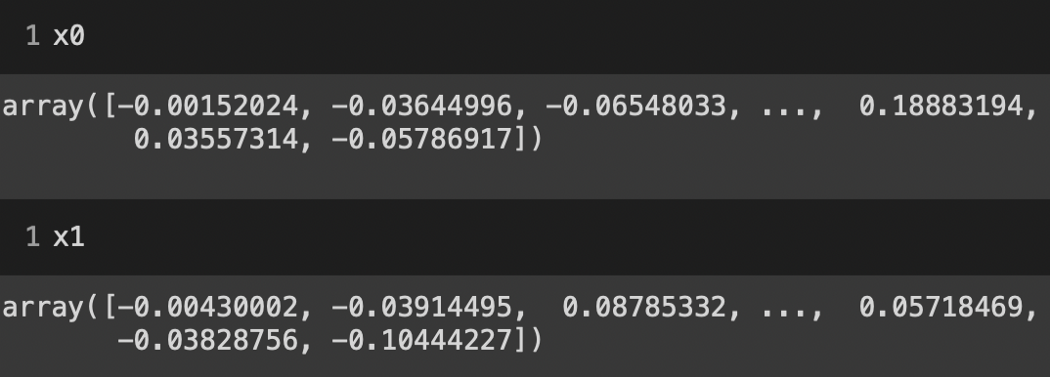 1 x0
array([-0.00152024, -0.03644996, -0.06548033, ...,  0.18883194,
        0.03557314, -0.05786917])
1 x1
array([-0.00430002, -0.03914495,  0.08785332, ...,  0.05718469,
       -0.03828756, -0.10444227])